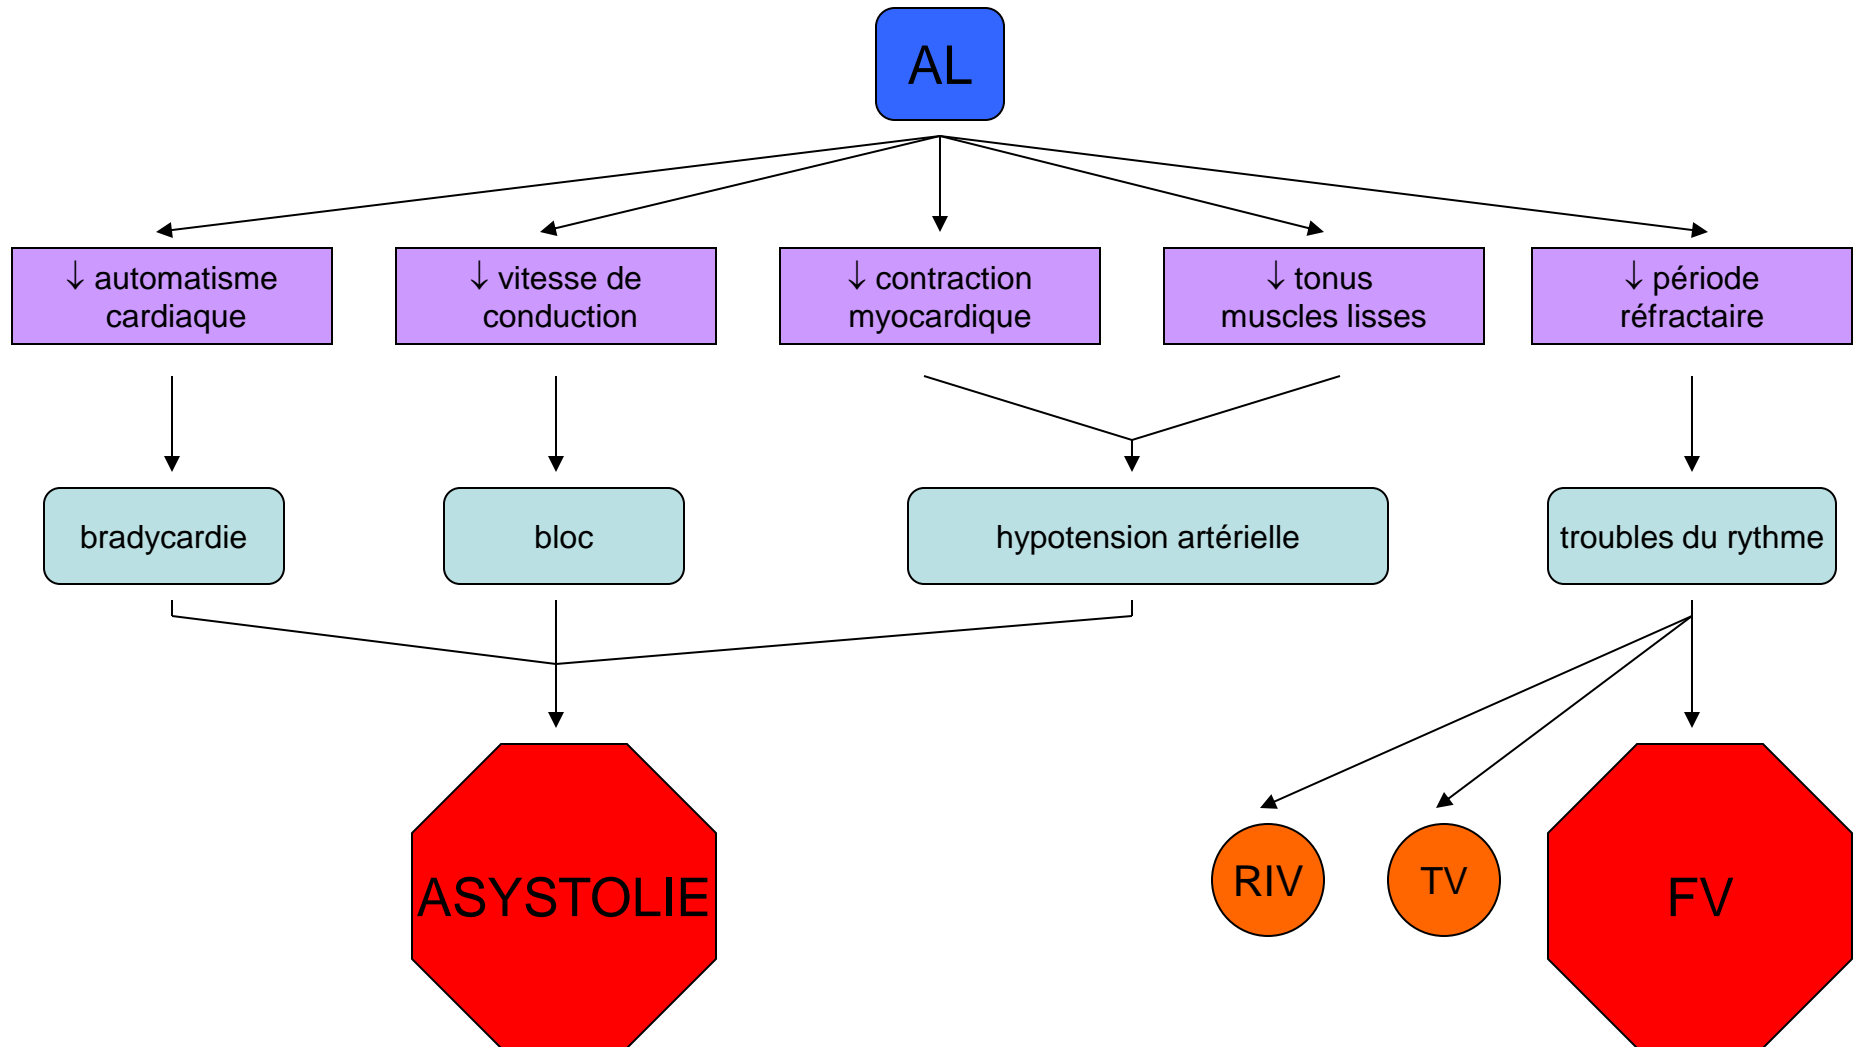 AL
↓ automatisme
cardiaque
↓ vitesse de
conduction
↓ contraction
myocardique
↓ tonus
muscles lisses
↓ période
réfractaire
bradycardie
bloc
hypotension artérielle
troubles du rythme
ASYSTOLIE
RIV
TV
FV